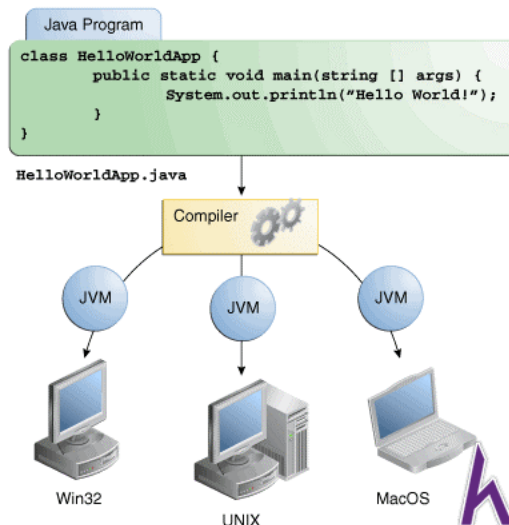 Java Program
class HelloWorldApp {
public static void main(string [] args) {
System.out.println("Hello World!");
}
}
HelloWorldApp.java
Compiler
JVM
JVM
JVM
Win32
UNIX
MacOS
h